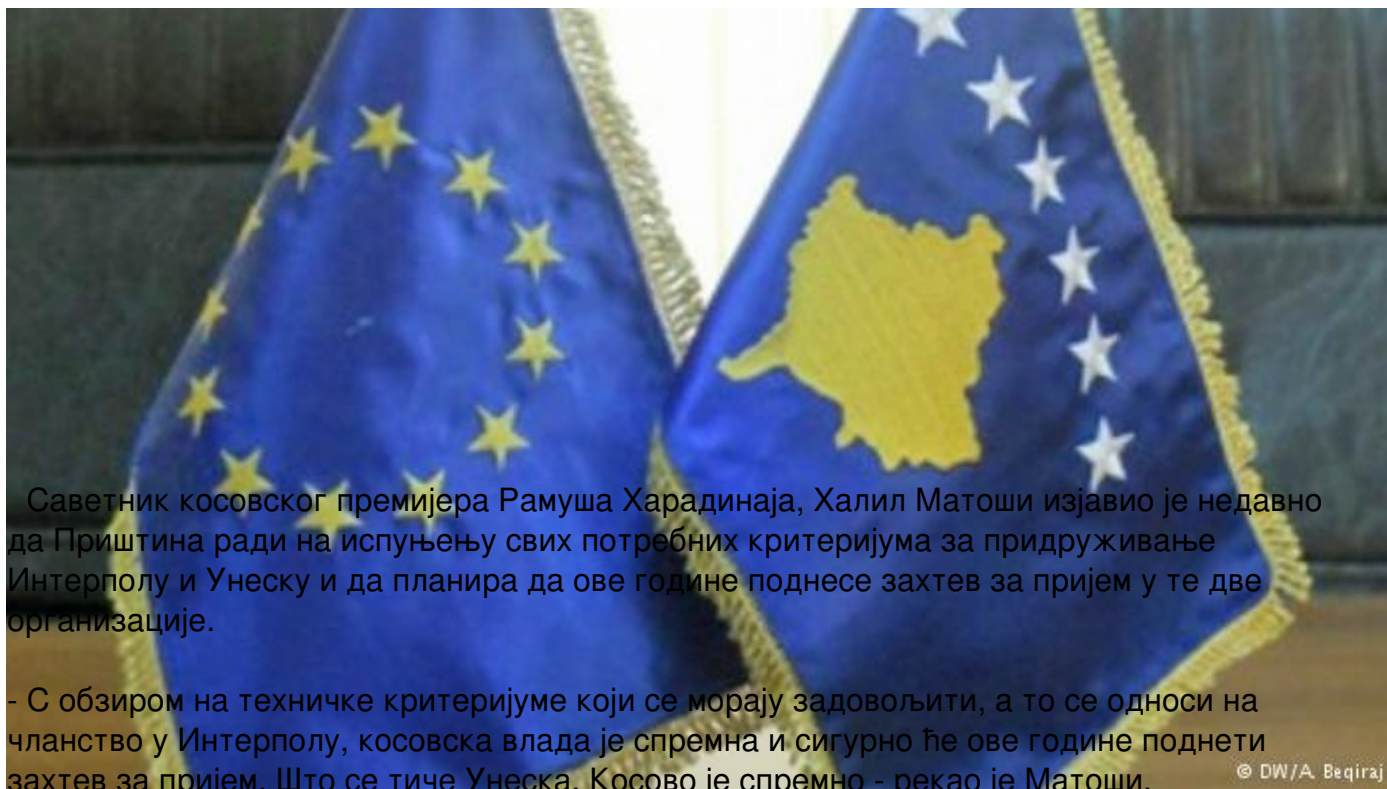 Саветник косовског премијера Рамуша Харадинаја, Халил Матоши изјавио је недавно
да Приштина ради на испуњењу свих потребних критеријума за придруживање
Интерполу и Унеску и да планира да ове године поднесе захтев за пријем у те две
организације.
- С обзиром на техничке критеријуме који се морају задовољити, а то се односи на
чланство у Интерполу, косовска влада је спремна и сигурно ће ове године поднети
захтев за пријем. Што се тиче Унеска, Косово је спремно - рекао је Матоши.
© DW/A. Beqiraj